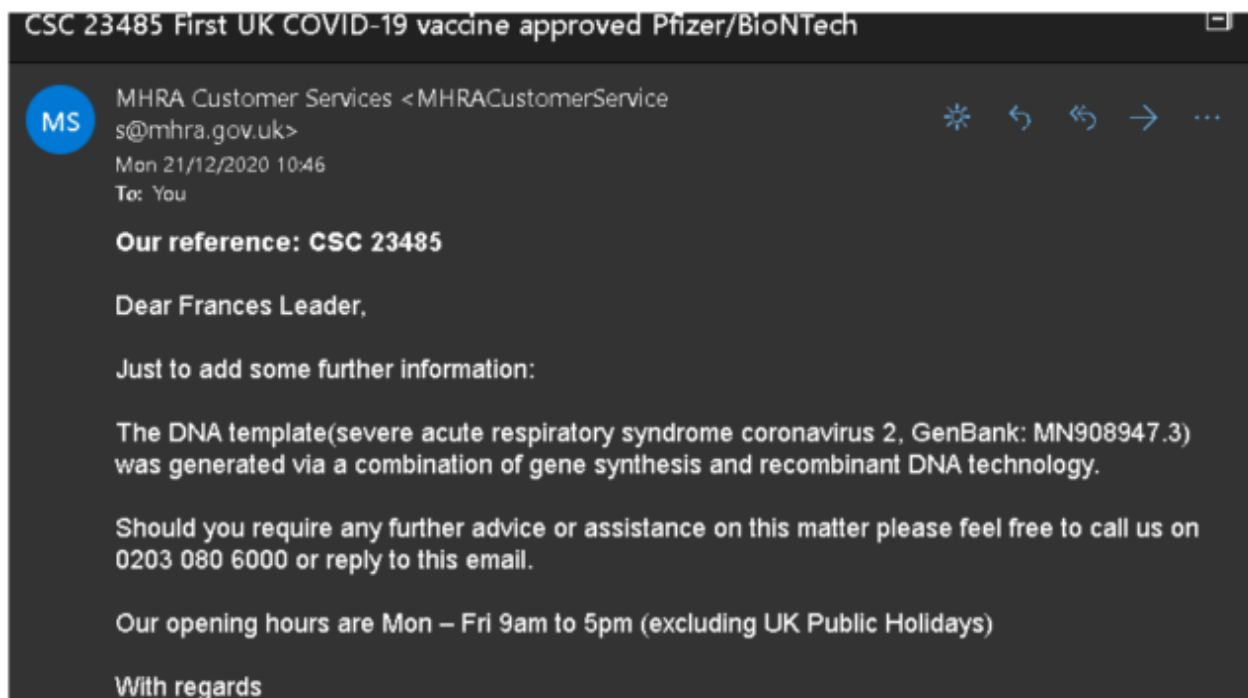 CSC 23485 First UK COVID-19 vaccine approved Pfizer/BioNTech
MS
MHRA Customer Services <MHRACustomerService
s@mhra.gov.uk>
Mon 21/12/2020 10:46
To: You
Our reference: CSC 23485
Dear Frances Leader,
Just to add some further information:
The DNA template(severe acute respiratory syndrome coronavirus 2, GenBank: MN908947.3)
was generated via a combination of gene synthesis and recombinant DNA technology.
Should you require any further advice or assistance on this matter please feel free to call us on
0203 080 6000 or reply to this email.
Our opening hours are Mon – Fri 9am to 5pm (excluding UK Public Holidays)
With regards